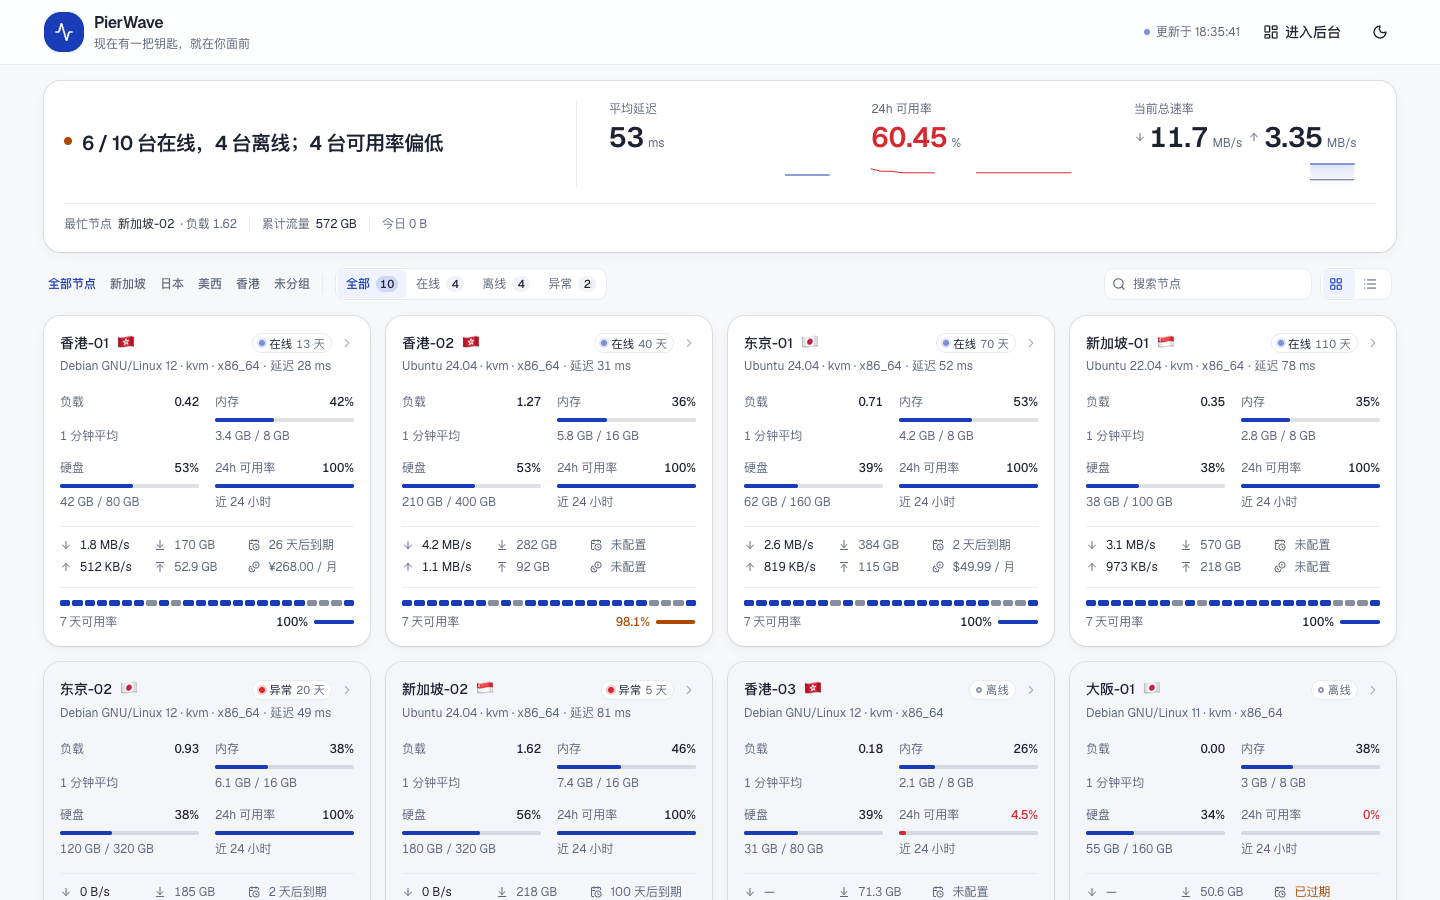 PierWave
现在有一把钥匙，就在你面前
更新于 18:35:41
进入后台
6 / 10 台在线，4 台离线；4 台可用率偏低
平均延迟
53 ms
24h 可用率
60.45 %
当前总速率
11.7 MB/s 3.35 MB/s
最忙节点 新加坡-02 · 负载 1.62
累计流量 572 GB
今日 0 B
全部节点 新加坡 日本 美西 香港 未分组
全部 10 在线 4 离线 4 异常 2
搜索节点
香港-01 在线 13 天
Debian GNU/Linux 12 · kvm · x86_64 · 延迟 28 ms
负载 0.42 内存 42%
1 分钟平均 3.4 GB / 8 GB
硬盘 53% 24h 可用率 100%
42 GB / 80 GB 近 24 小时
1.8 MB/s 170 GB 26 天后到期
512 KB/s 52.9 GB ¥268.00 / 月
7 天可用率 100%
香港-02 在线 40 天
Ubuntu 24.04 · kvm · x86_64 · 延迟 31 ms
负载 1.27 内存 36%
1 分钟平均 5.8 GB / 16 GB
硬盘 53% 24h 可用率 100%
210 GB / 400 GB 近 24 小时
4.2 MB/s 282 GB 未配置
1.1 MB/s 92 GB 未配置
7 天可用率 98.1%
东京-01 在线 70 天
Ubuntu 24.04 · kvm · x86_64 · 延迟 52 ms
负载 0.71 内存 53%
1 分钟平均 4.2 GB / 8 GB
硬盘 39% 24h 可用率 100%
62 GB / 160 GB 近 24 小时
2.6 MB/s 384 GB 2 天后到期
819 KB/s 115 GB $49.99 / 月
7 天可用率 100%
新加坡-01 在线 110 天
Ubuntu 22.04 · kvm · x86_64 · 延迟 78 ms
负载 0.35 内存 35%
1 分钟平均 2.8 GB / 8 GB
硬盘 38% 24h 可用率 100%
38 GB / 100 GB 近 24 小时
3.1 MB/s 570 GB 未配置
973 KB/s 218 GB 未配置
7 天可用率 100%
东京-02 异常 20 天
Debian GNU/Linux 12 · kvm · x86_64 · 延迟 49 ms
负载 0.93 内存 38%
1 分钟平均 6.1 GB / 16 GB
硬盘 38% 24h 可用率 100%
120 GB / 320 GB 近 24 小时
0 B/s 185 GB 2 天后到期
新加坡-02 异常 5 天
Ubuntu 24.04 · kvm · x86_64 · 延迟 81 ms
负载 1.62 内存 46%
1 分钟平均 7.4 GB / 16 GB
硬盘 56% 24h 可用率 100%
180 GB / 320 GB 近 24 小时
0 B/s 218 GB 100 天后到期
香港-03 离线
Debian GNU/Linux 12 · kvm · x86_64
负载 0.18 内存 26%
1 分钟平均 2.1 GB / 8 GB
硬盘 39% 24h 可用率 4.5%
31 GB / 80 GB 近 24 小时
— 71.3 GB 未配置
大阪-01 离线
Debian GNU/Linux 11 · kvm · x86_64
负载 0.00 内存 38%
1 分钟平均 3 GB / 8 GB
硬盘 34% 24h 可用率 0%
55 GB / 160 GB 近 24 小时
— 50.6 GB 已过期